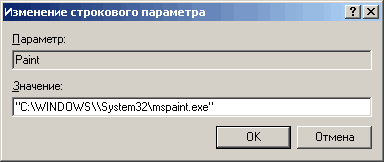 Изменение строкового параметра
Параметр:
Paint
Значение:
"C:\WINDOWS\\System32\mspaint.exe"
OK
Отмена